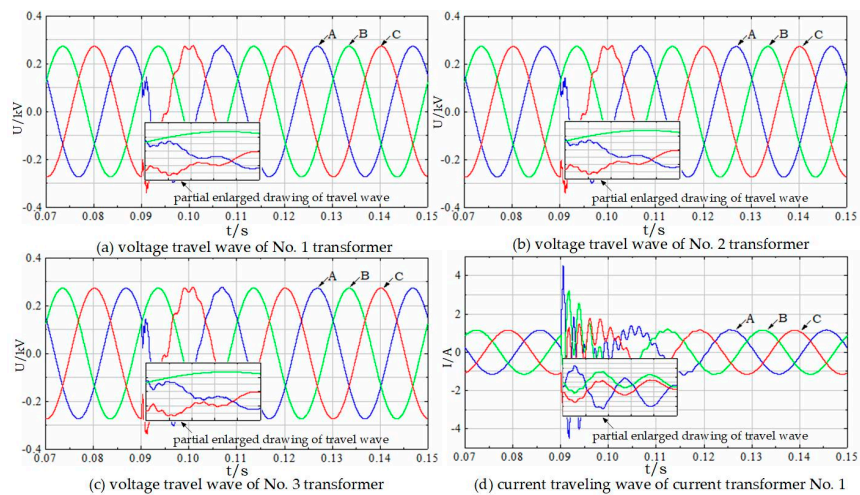 0.4
0.2
0.0
-0.2
-0.4
U/kV
A B C
partial enlarged drawing of travel wave
0.07 0.08 0.09 0.10 0.11 0.12 0.13 0.14 0.15
t/s
(a) voltage travel wave of No. 1 transformer
0.4
0.2
0.0
-0.2
-0.4
U/kV
A B C
partial enlarged drawing of travel wave
0.07 0.08 0.09 0.10 0.11 0.12 0.13 0.14 0.15
t/s
(b) voltage travel wave of No. 2 transformer
0.4
0.2
0.0
-0.2
-0.4
U/kV
A B C
partial enlarged drawing of travel wave
0.07 0.08 0.09 0.10 0.11 0.12 0.13 0.14 0.15
t/s
(c) voltage travel wave of No. 3 transformer
4
2
0
-2
-4
I/A
A B C
partial enlarged drawing of travel wave
0.07 0.08 0.09 0.10 0.11 0.12 0.13 0.14 0.15
t/s
(d) current traveling wave of current transformer No. 1